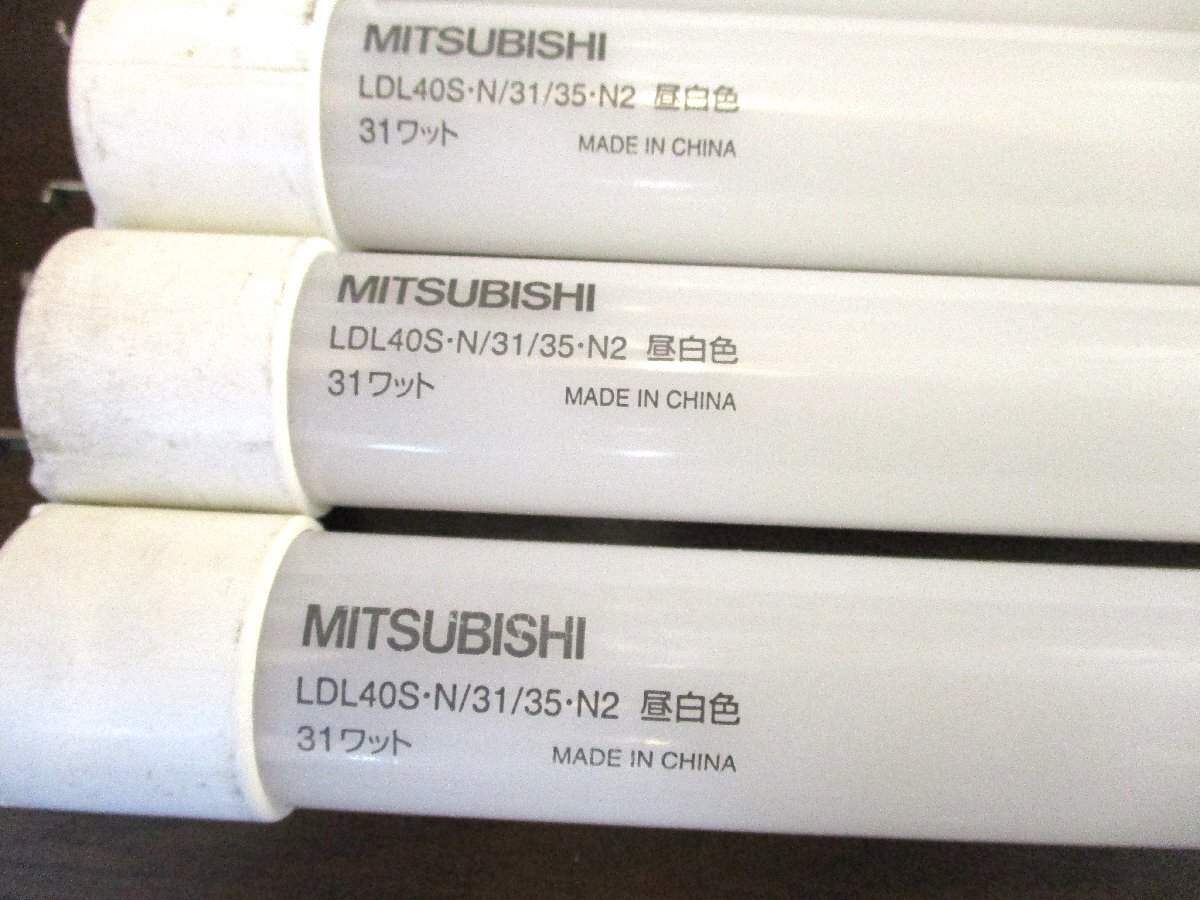 MITSUBISHI
LDL40S·N/31/35·N2 昼白色
31ワット MADE IN CHINA
MITSUBISHI
LDL40S·N/31/35·N2 昼白色
31ワット MADE IN CHINA
MITSUBISHI
LDL40S·N/31/35·N2 昼白色
31ワット MADE IN CHINA